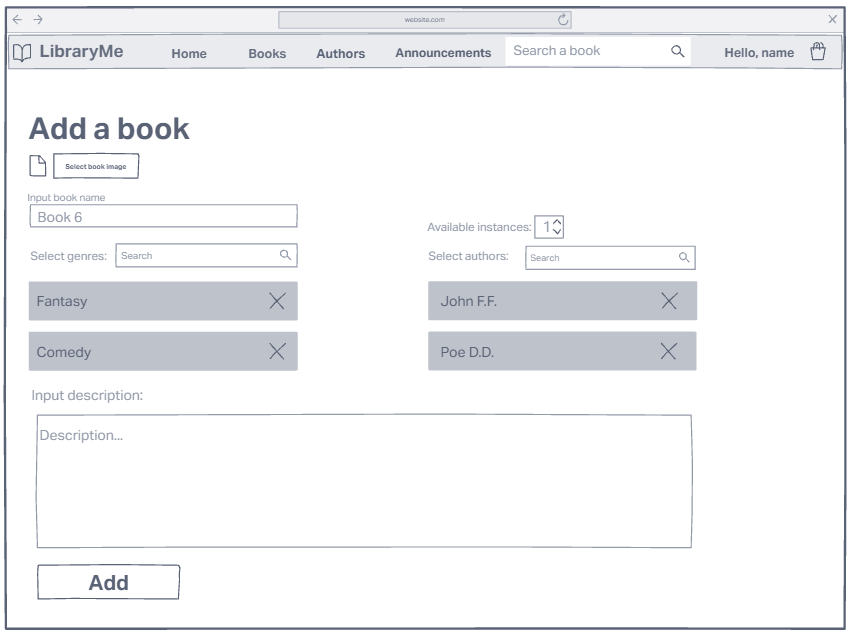 website.com
LibraryMe Home Books Authors Announcements Search a book Hello, name
Add a book
Select book image
Input book name
Book 6
Available instances: 1
Select genres: Search
Select authors: Search
Fantasy
John F.F.
Comedy
Poe D.D.
Input description:
Description...
Add